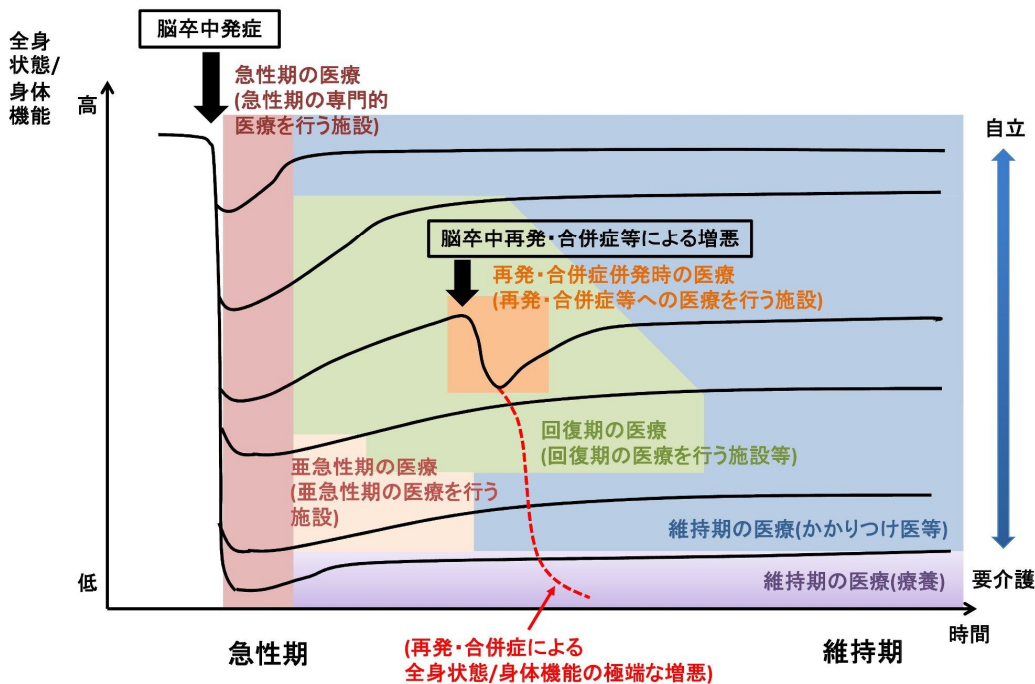 脳卒中発症
全身
状態/
身体
機能
高
急性期の医療
(急性期の専門的
医療を行う施設)
自立
脳卒中再発・合併症等による増悪
再発・合併症併発時の医療
(再発・合併症等への医療を行う施設)
回復期の医療
(回復期の医療を行う施設等)
亜急性期の医療
(亜急性期の医療を行う
施設)
維持期の医療(かかりつけ医等)
低
維持期の医療(療養)
要介護
時間
急性期
(再発・合併症による
全身状態/身体機能の極端な増悪)
維持期